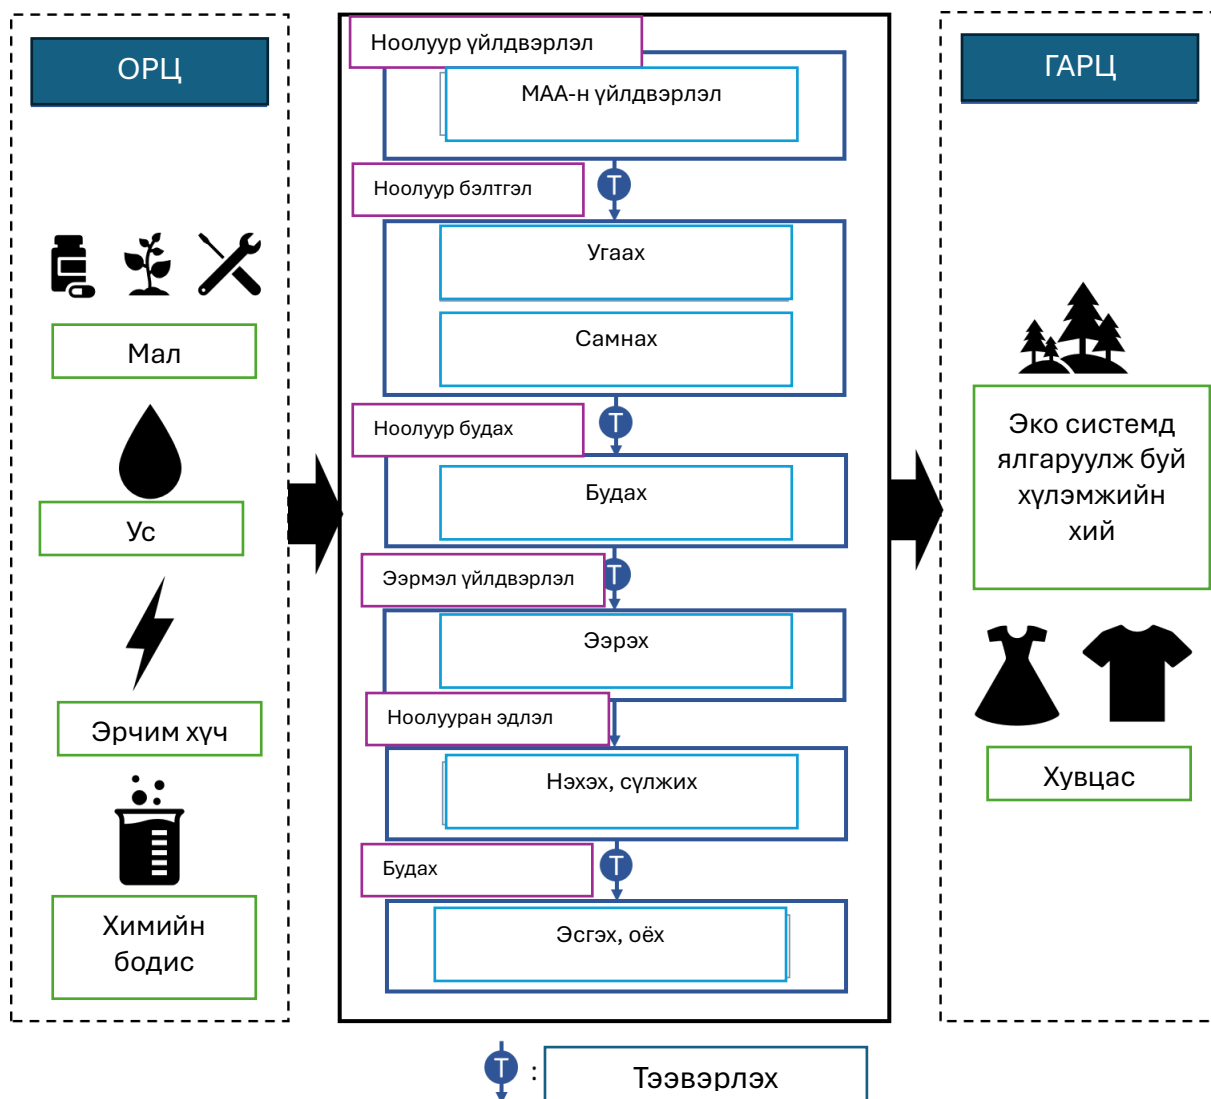 ОРЦ
Мал
Ус
Эрчим хүч
Химийн
бодис
Ноолуур үйлдвэрлэл
МАА-н үйлдвэрлэл
Т
Ноолуур бэлтгэл
Угаах
Самнах
Т
Ноолуур будах
Будах
Т
Ээрмэл үйлдвэрлэл
Ээрэх
Ноолууран эдлэл
Нэхэх, сүлжих
Т
Будах
Эсгэх, оёх
ГАРЦ
Эко системд
ялгаруулж буй
хүлэмжийн
хий
Хувцас
Т : Тээвэрлэх